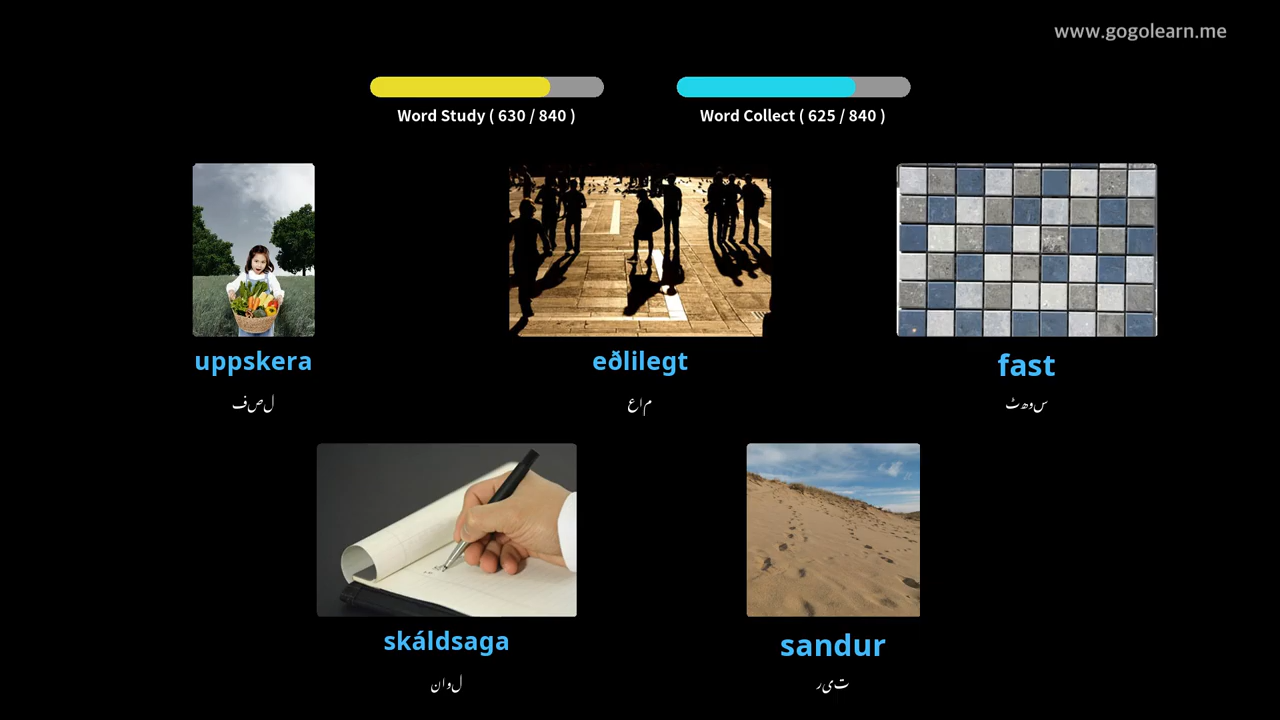 www.gogolearn.me
Word Study ( 630 / 840 )
Word Collect ( 625 / 840 )
uppskera
فصل
eðlilegt
عام
fast
ٹھوس
skáldsaga
ناول
sandur
ریت